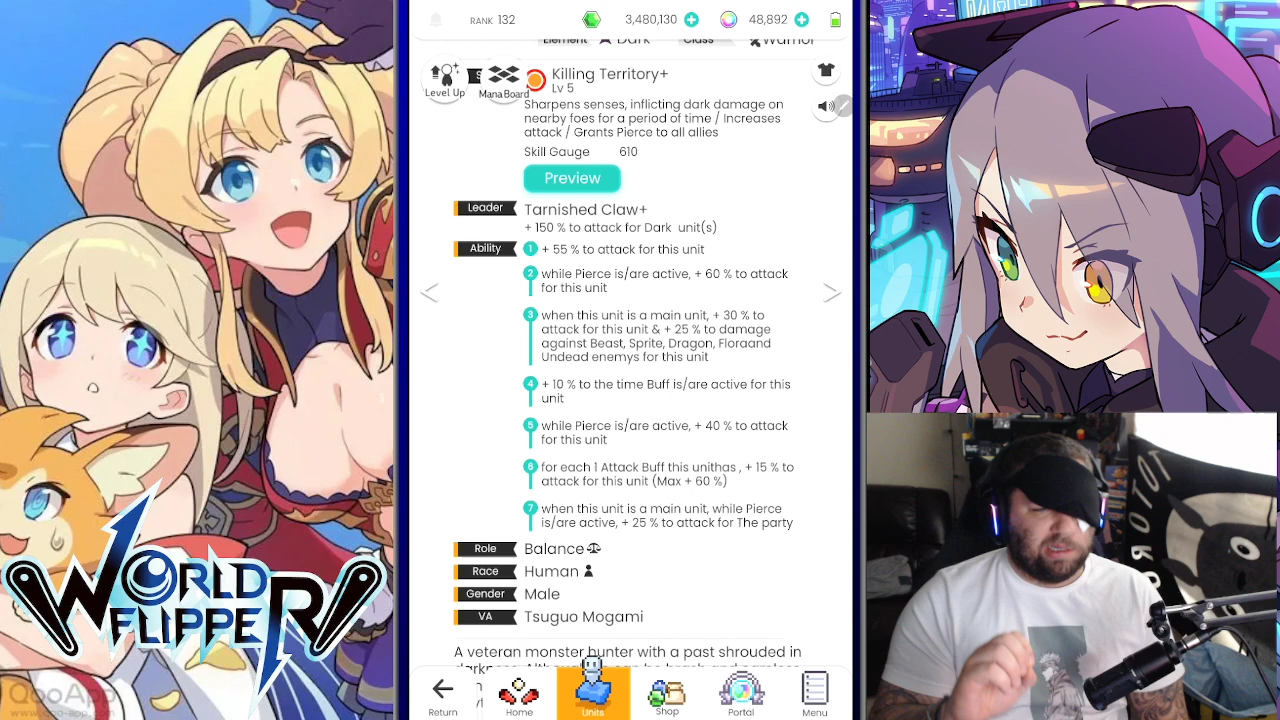 RANK 132
3,480,130
48,892
Element
Dark
Class
Warrior
Level Up
Mana Board
Killing Territory+
Lv 5
Sharpens senses, inflicting dark damage on
nearby foes for a period of time / Increases
attack / Grants Pierce to all allies
Skill Gauge 610
Preview
Leader
Tarnished Claw+
+ 150 % to attack for Dark unit(s)
Ability
1 + 55 % to attack for this unit
2 while Pierce is/are active, + 60 % to attack
for this unit
3 when this unit is a main unit, + 30 % to
attack for this unit & + 25 % to damage
against Beast, Sprite, Dragon, Floraand
Undead enemys for this unit
4 + 10 % to the time Buff is/are active for this
unit
5 while Pierce is/are active, + 40 % to attack
for this unit
6 for each 1 Attack Buff this unithas , + 15 % to
attack for this unit (Max + 60 %)
7 when this unit is a main unit, while Pierce
is/are active, + 25 % to attack for The party
Role Balance
Race Human
Gender Male
VA Tsuguo Mogami
A veteran monster hunter with a past shrouded in
Return
Home
Units
Shop
Portal
Menu
WORLD
FLIPPER
QooApp
www.qoo-app.com
TOTORO